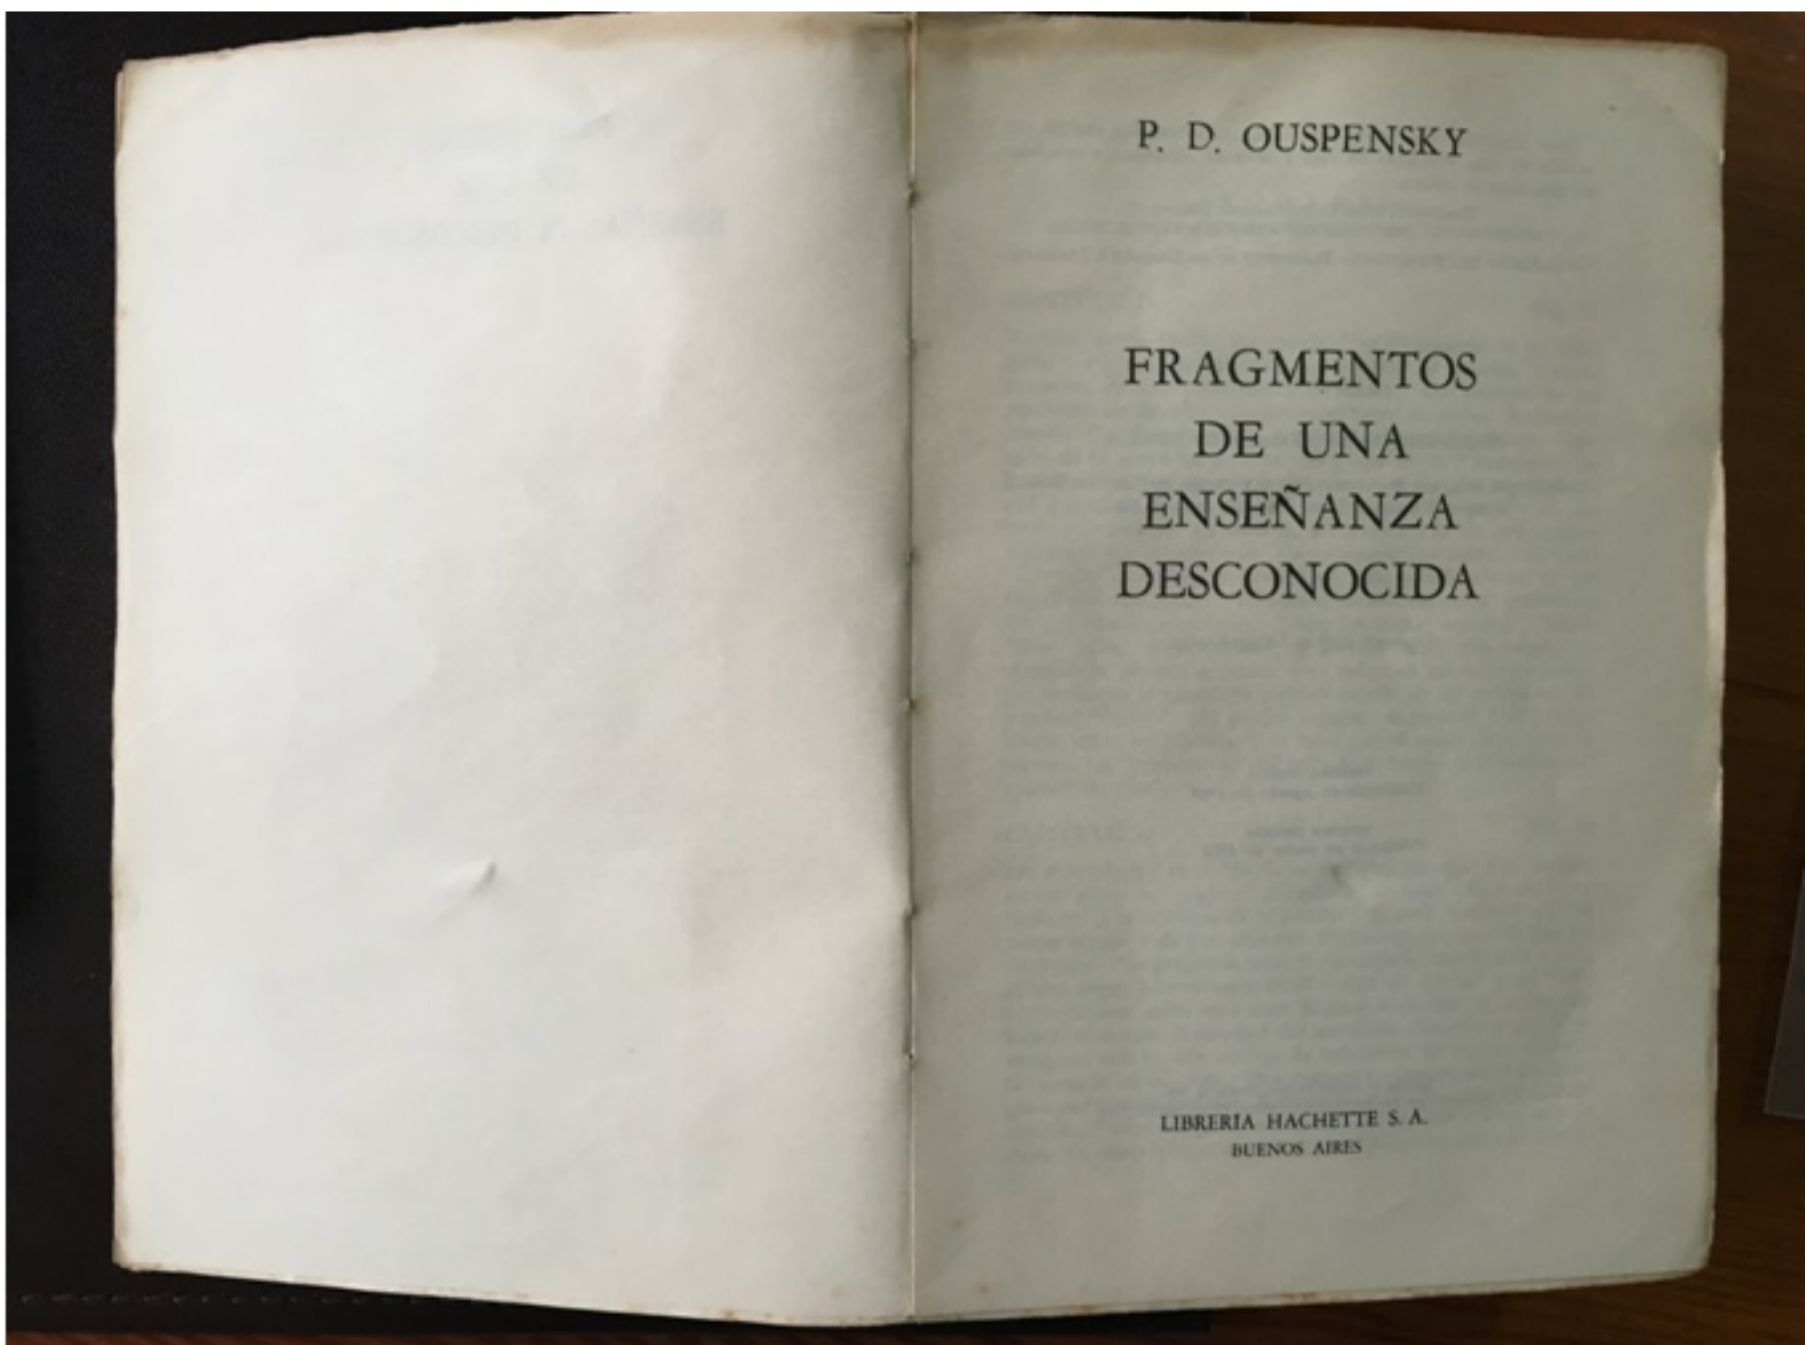 P. D. OUSPENSKY
FRAGMENTOS
DE UNA
ENSEÑANZA
DESCONOCIDA
LIBRERIA HACHETTE S. A.
BUENOS AIRES